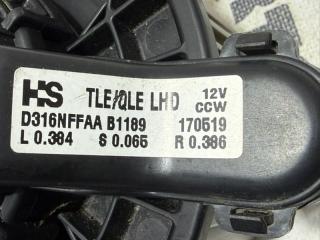 HS TLE/QLE LHD 12V
CCW
D316NFFAA B1189 170519
L 0.384 S 0.065 R 0.386